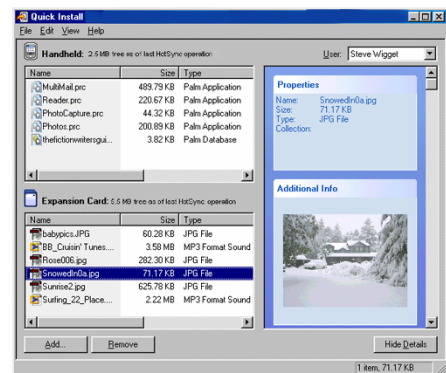 Quick Install
File Edit View Help
Handheld: 2.5 MB free as of last HotSync operation
User: Steve Wigget
Name Size Type
MultiMail.prc 489.79 KB Palm Application
Reader.prc 220.67 KB Palm Application
PhotoCapture.prc 44.32 KB Palm Application
Photos.prc 200.89 KB Palm Application
thefictionwritersgui... 3.82 KB Palm Database
Properties
Name: SnowedIn0a.jpg
Size: 71.17 KB
Type: JPG File
Collection:
Expansion Card: 6.5 MB free as of last HotSync operation
Name Size Type
babypics.JPG 60.28 KB JPG File
BB_Cruisin' Tunes.... 3.58 MB MP3 Format Sound
Rose006.jpg 282.30 KB JPG File
SnowedIn0a.jpg 71.17 KB JPG File
Sunrise2.jpg 625.78 KB JPG File
Surfing_22_Place.... 2.22 MB MP3 Format Sound
Additional Info
Add... Remove
Hide Details
1 item, 71.17 KB